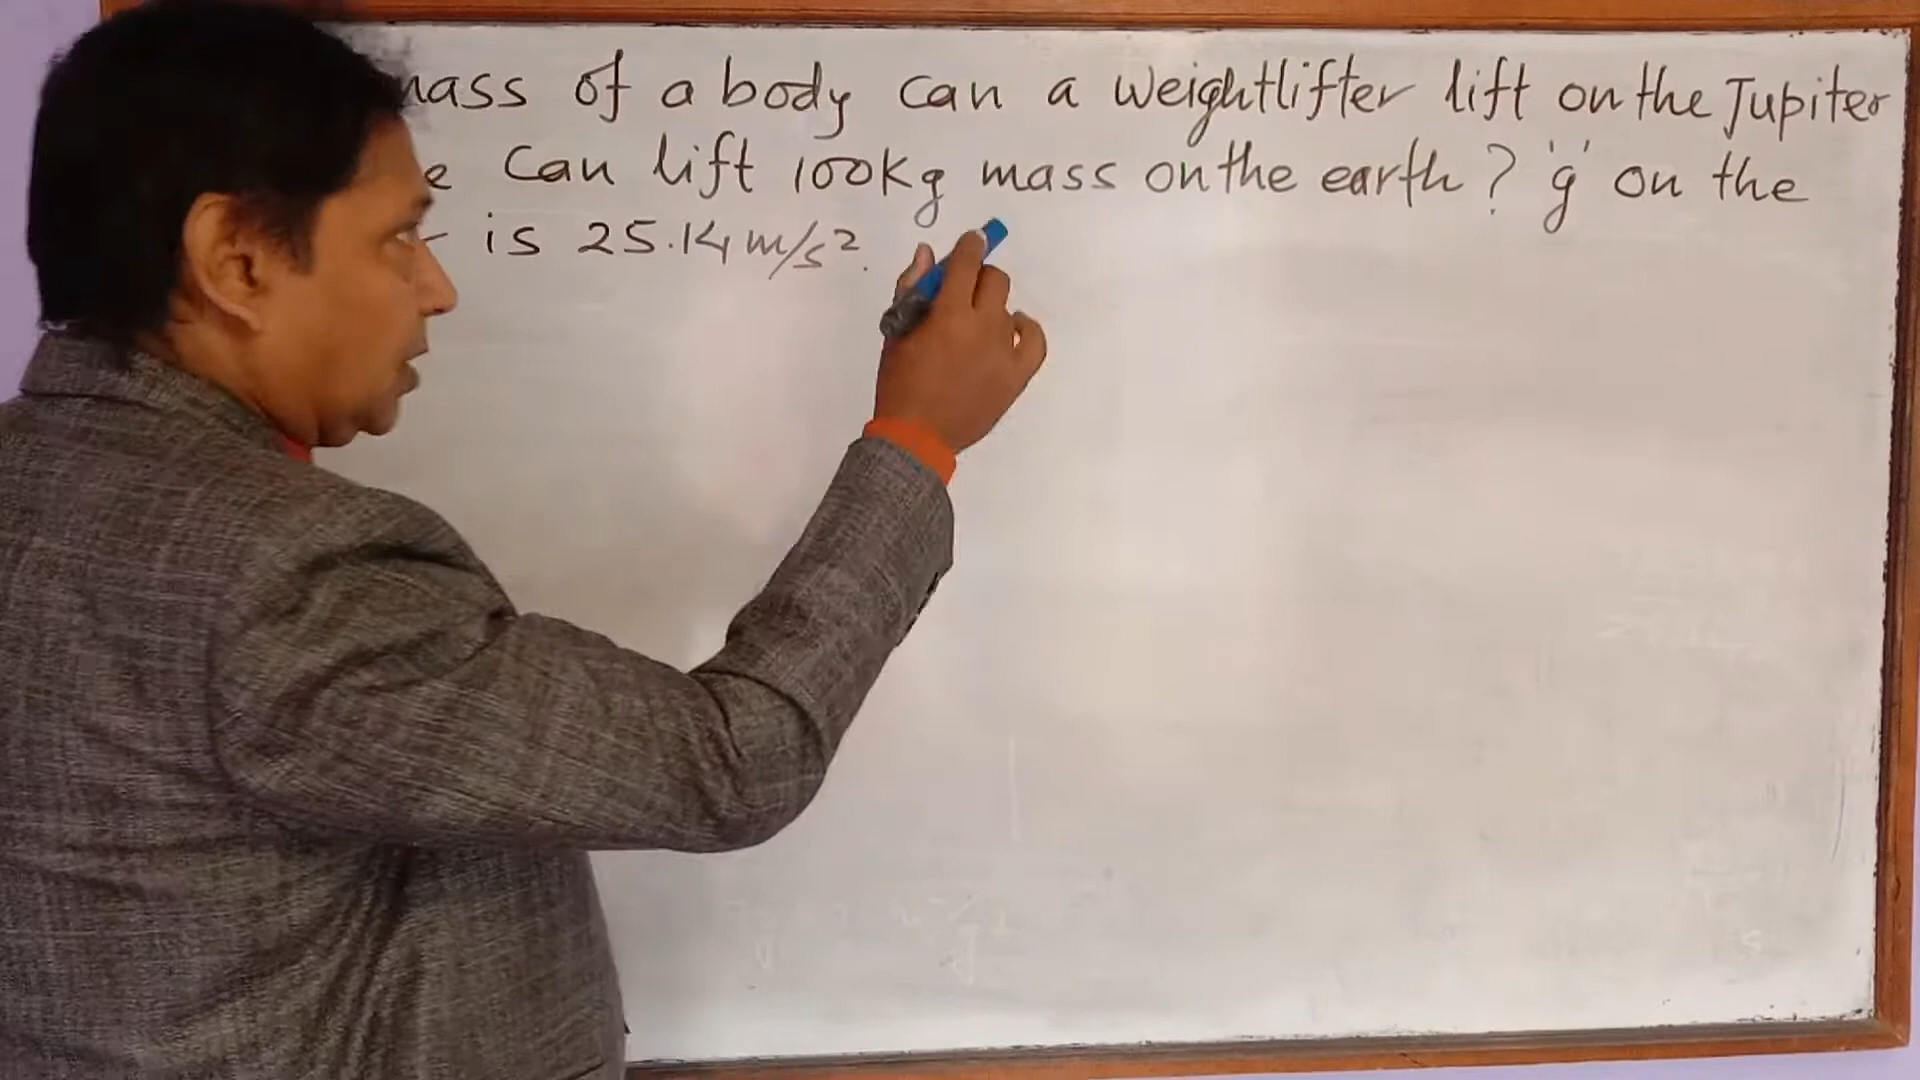 mass of a body can a weightlifter lift on the Jupiter
can lift 100kg mass on the earth? 'g' on the
is 25.14 m/s².